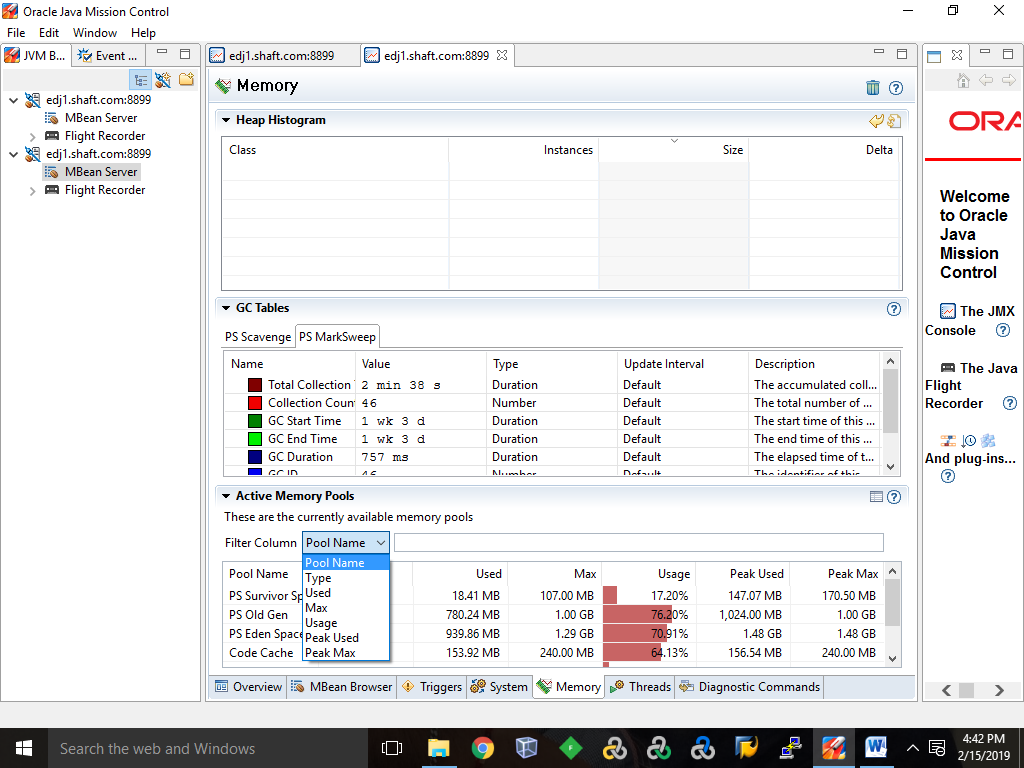 Oracle Java Mission Control
File Edit Window Help
JVM B... Event ...
edj1.shaft.com:8899
MBean Server
Flight Recorder
edj1.shaft.com:8899
MBean Server
Flight Recorder
edj1.shaft.com:8899 edj1.shaft.com:8899
Memory
Heap Histogram
Class Instances Size Delta
GC Tables
PS Scavenge PS MarkSweep
Name Value Type Update Interval Description
Total Collection 2 min 38 s Duration Default The accumulated coll...
Collection Coun 46 Number Default The total number of ...
GC Start Time 1 wk 3 d Duration Default The start time of this ...
GC End Time 1 wk 3 d Duration Default The end time of this ...
GC Duration 757 ms Duration Default The elapsed time of t...
GC ID 46 Number Default The identifier of this
Active Memory Pools
These are the currently available memory pools
Filter Column Pool Name
Pool Name
Type
Used
Max
Usage
Peak Used
Peak Max
Pool Name Used Max Usage Peak Used Peak Max
PS Survivor Sp 18.41 MB 107.00 MB 17.20% 147.07 MB 170.50 MB
PS Old Gen 780.24 MB 1.00 GB 76.20% 1,024.00 MB 1.00 GB
PS Eden Space 939.86 MB 1.29 GB 70.91% 1.48 GB 1.48 GB
Code Cache 153.92 MB 240.00 MB 64.13% 156.54 MB 240.00 MB
Overview MBean Browser Triggers System Memory Threads Diagnostic Commands
ORA
Welcome
to Oracle
Java
Mission
Control
The JMX
Console
The Java
Flight
Recorder
And plug-ins...
Search the web and Windows
4:42 PM
2/15/2019